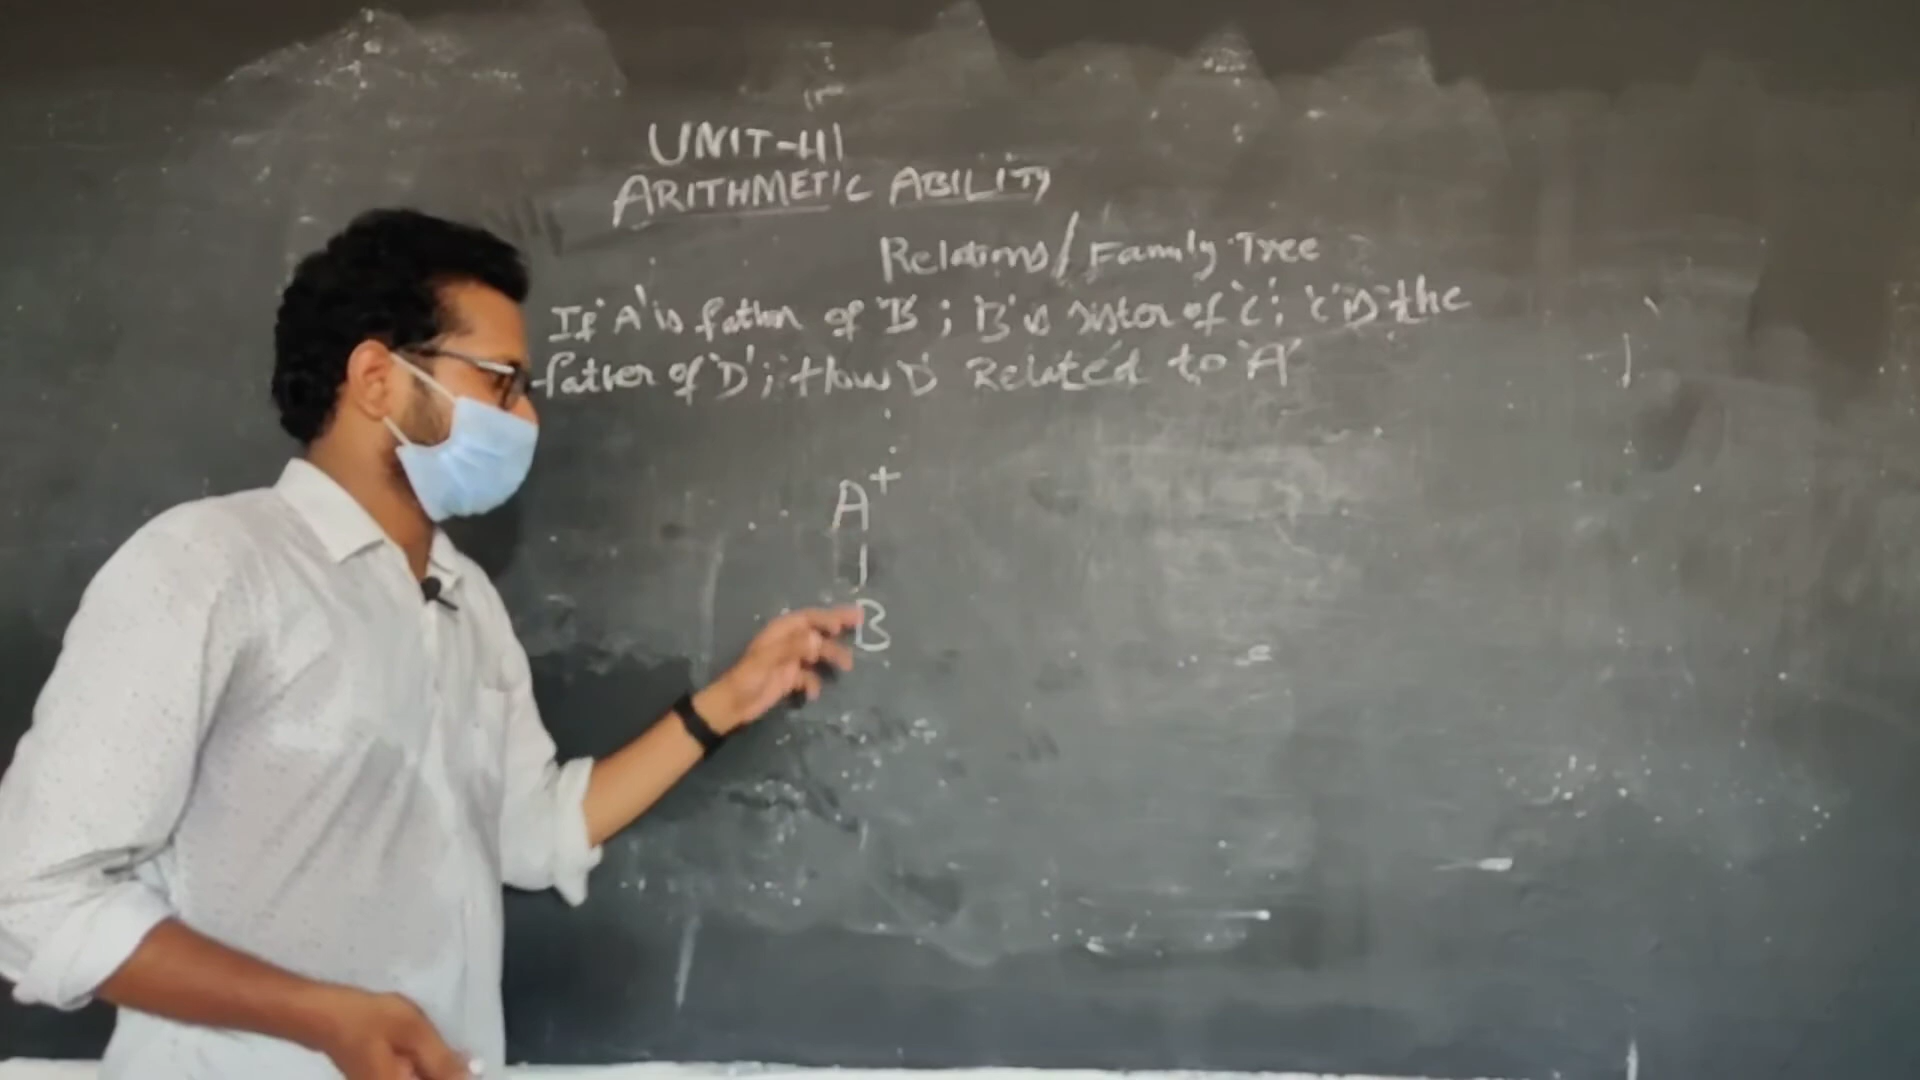 UNIT-III
ARITHMETIC ABILITY
Relations/Family Tree
If 'A' is father of 'B'; 'B' is sister of 'C'; 'C' is the
father of 'D'; How D Related to 'A'
A+
B